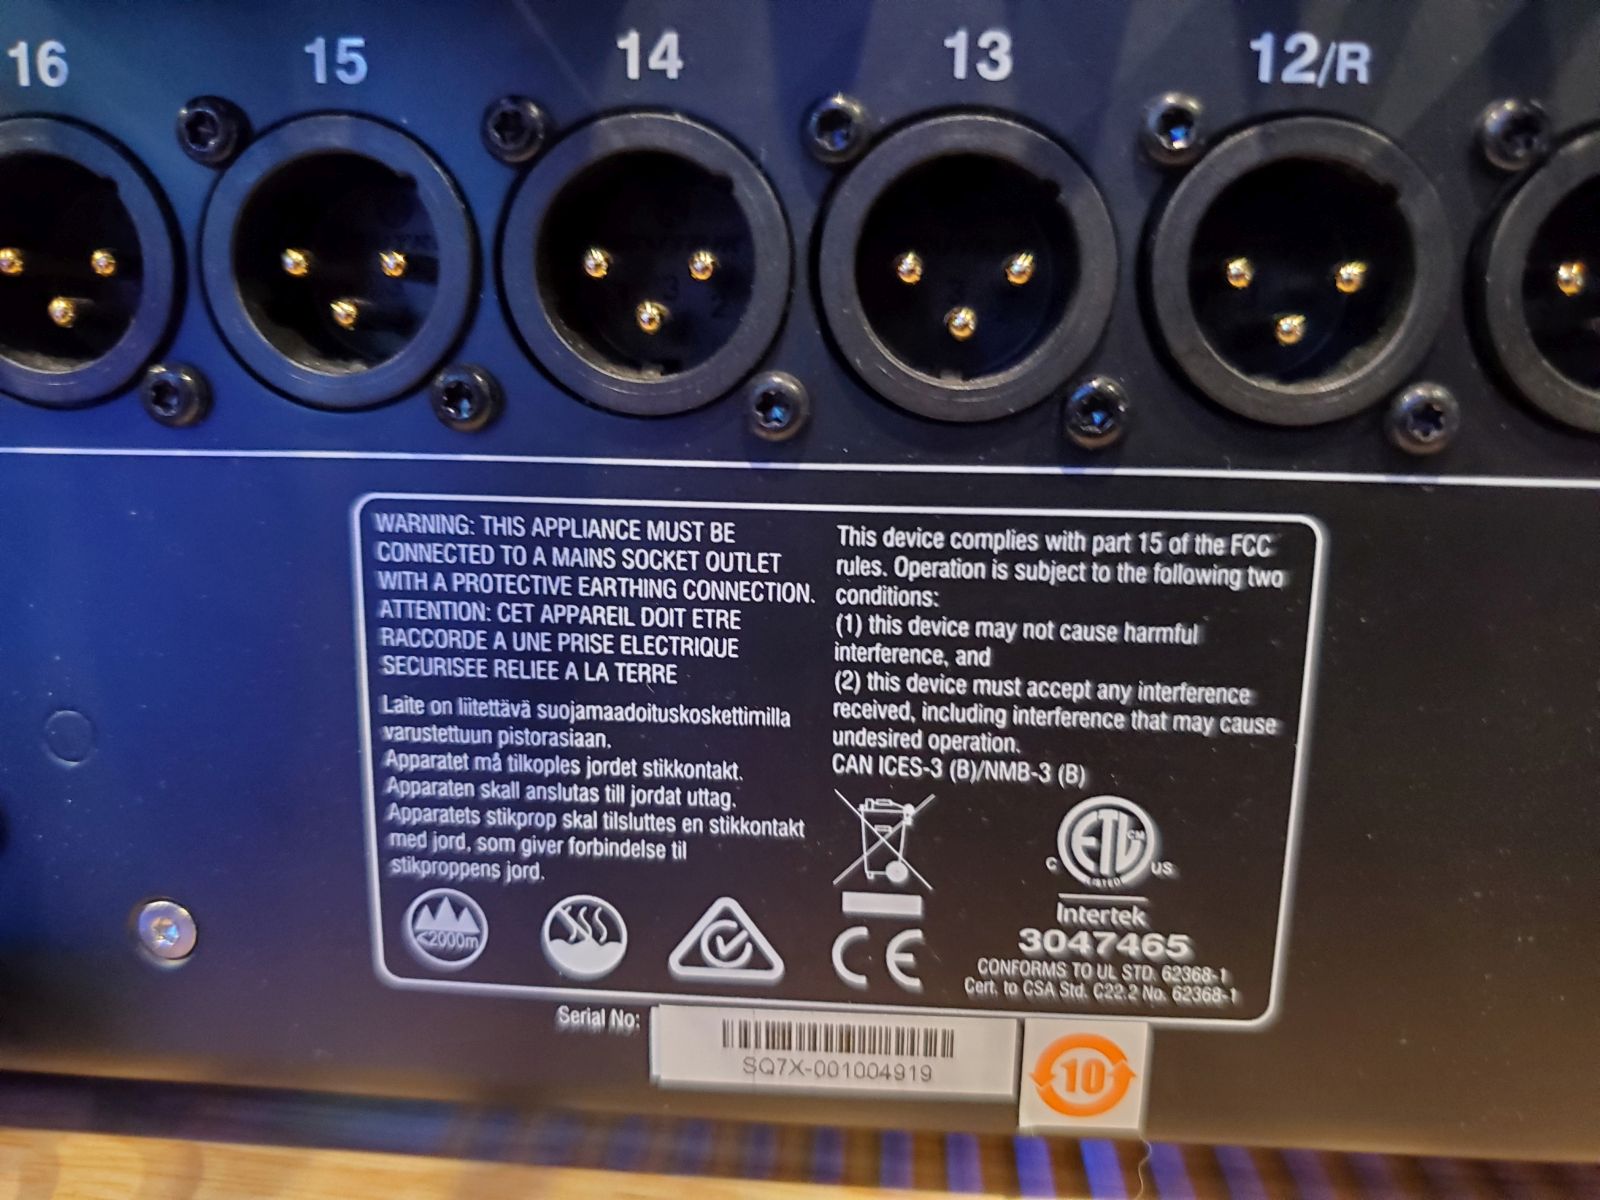 16
15
14
13
12/R
WARNING: THIS APPLIANCE MUST BE
CONNECTED TO A MAINS SOCKET OUTLET
WITH A PROTECTIVE EARTHING CONNECTION.
ATTENTION: CET APPAREIL DOIT ETRE
RACCORDE A UNE PRISE ELECTRIQUE
SECURISEE RELIEE A LA TERRE
Laite on liitettävä suojamaadoituskoskettimilla
varustettuun pistorasiaan.
Apparatet må tilkoples jordet stikkontakt.
Apparaten skall anslutas till jordat uttag.
Apparatets stikprop skal tilsluttes en stikkontakt
med jord, som giver forbindelse til
stikproppens jord.
<2000m
This device complies with part 15 of the FCC
rules. Operation is subject to the following two
conditions:
(1) this device may not cause harmful
interference, and
(2) this device must accept any interference
received, including interference that may cause
undesired operation.
CAN ICES-3 (B)/NMB-3 (B)
CE
ETL CM
C US
LISTED
Intertek
3047465
CONFORMS TO UL STD. 62368-1
Cert. to CSA Std. C22.2 No. 62368-1
Serial No:
SQ7X-001004919
10